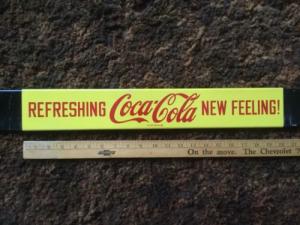 REFRESHING Coca-Cola NEW FEELING!
On the move. The Chevrolet